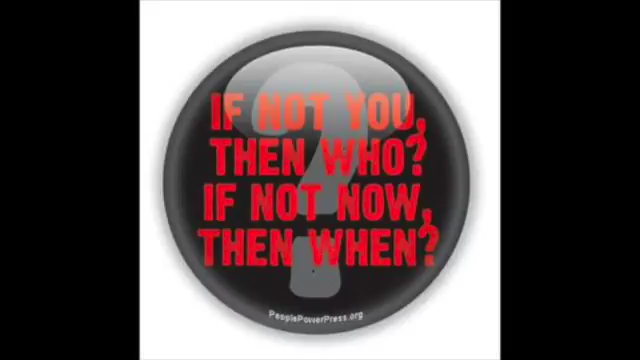 IF NOT YOU,
THEN WHO?
IF NOT NOW,
THEN WHEN?
PeoplePowerPress.org